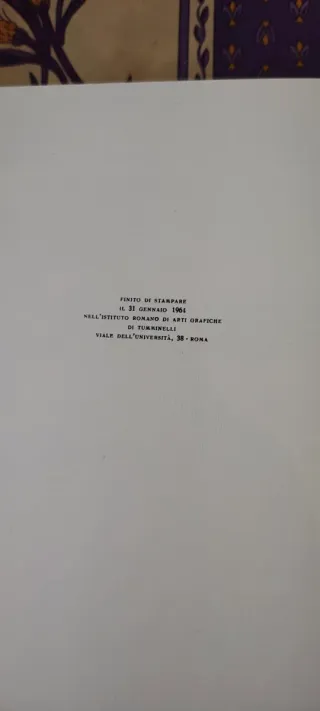 FINITO DI STAMPARE
IL 31 GENNAIO 1964
NELL'ISTITUTO ROMANO DI ARTI GRAFICHE
DI TUMMINELLI
VIALE DELL'UNIVERSITÀ, 38 - ROMA